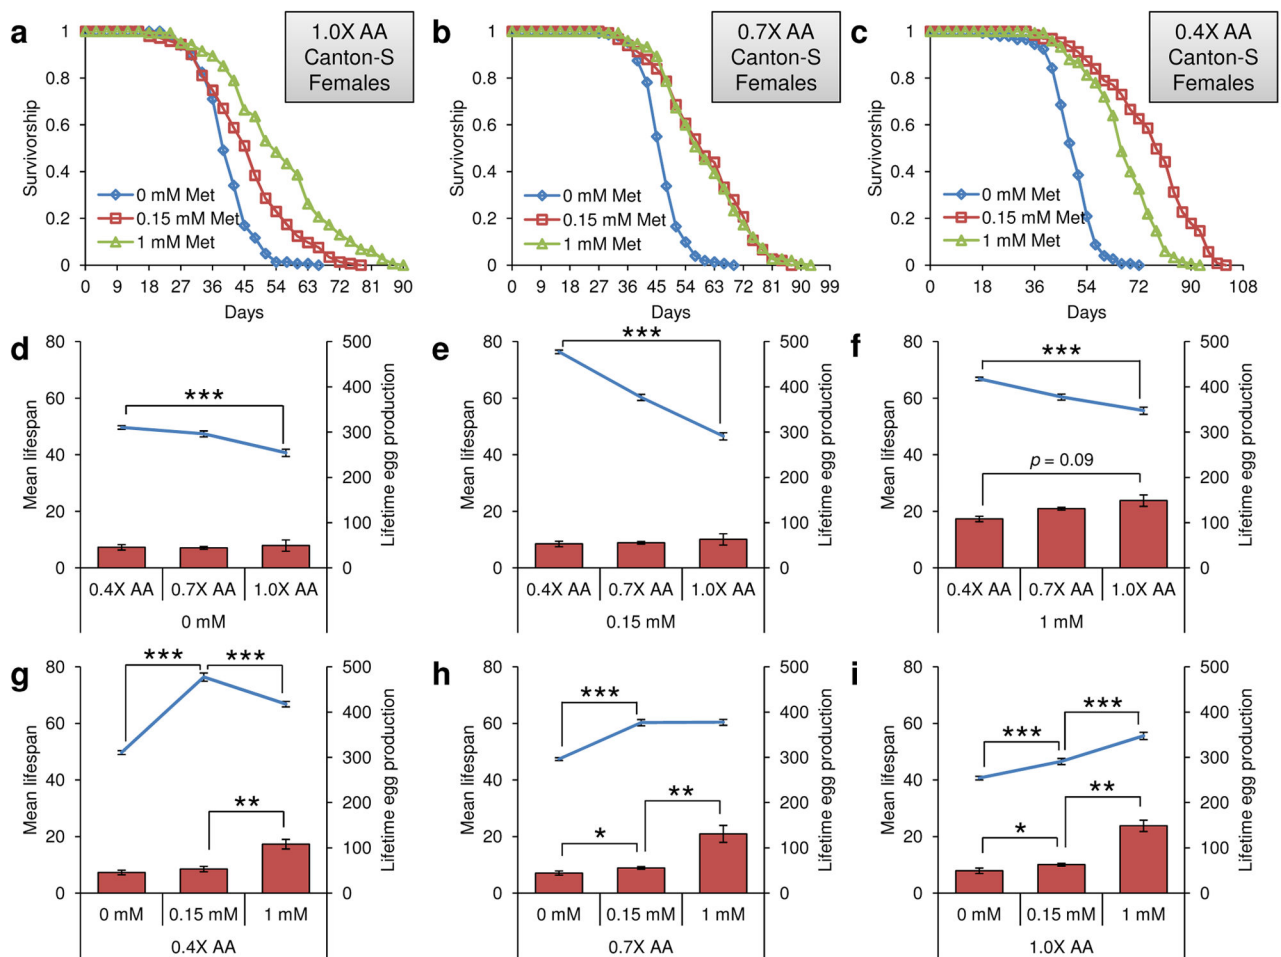 a
1.0X AA
Canton-S
Females
Survivorship
1
0.8
0.6
0.4
0.2
0
0 mM Met
0.15 mM Met
1 mM Met
0 9 18 27 36 45 54 63 72 81 90
Days
b
0.7X AA
Canton-S
Females
Survivorship
1
0.8
0.6
0.4
0.2
0
0 mM Met
0.15 mM Met
1 mM Met
0 9 18 27 36 45 54 63 72 81 90 99
Days
c
0.4X AA
Canton-S
Females
Survivorship
1
0.8
0.6
0.4
0.2
0
0 mM Met
0.15 mM Met
1 mM Met
0 18 36 54 72 90 108
Days
d
Mean lifespan
80
60
40
20
0
***
500
400
300
200
100
0
Lifetime egg production
0.4X AA 0.7X AA 1.0X AA
0 mM
e
Mean lifespan
80
60
40
20
0
***
500
400
300
200
100
0
Lifetime egg production
0.4X AA 0.7X AA 1.0X AA
0.15 mM
f
Mean lifespan
80
60
40
20
0
***
p = 0.09
500
400
300
200
100
0
Lifetime egg production
0.4X AA 0.7X AA 1.0X AA
1 mM
g
Mean lifespan
80
60
40
20
0
*** ***
**
500
400
300
200
100
0
Lifetime egg production
0 mM 0.15 mM 1 mM
0.4X AA
h
Mean lifespan
80
60
40
20
0
***
**
*
500
400
300
200
100
0
Lifetime egg production
0 mM 0.15 mM 1 mM
0.7X AA
i
Mean lifespan
80
60
40
20
0
***
***
**
*
500
400
300
200
100
0
Lifetime egg production
0 mM 0.15 mM 1 mM
1.0X AA